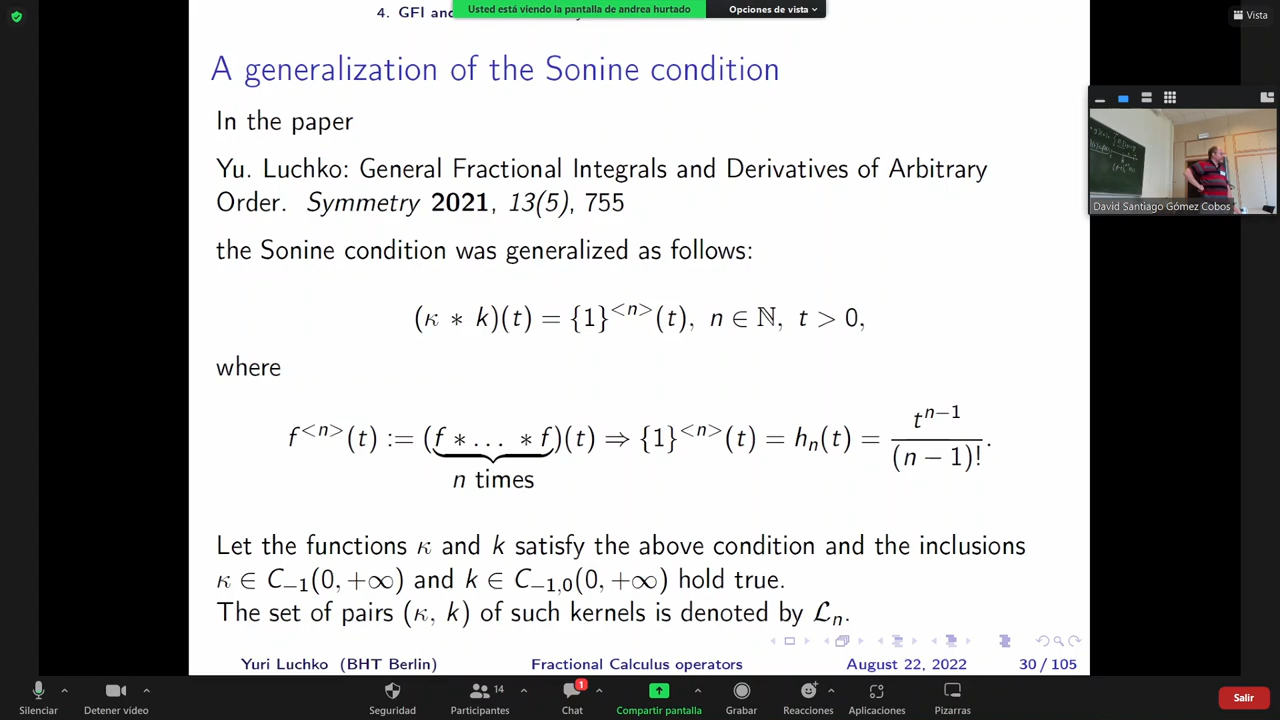 4. GFI and
Usted está viendo la pantalla de andrea hurtado
Opciones de vista
Vista
A generalization of the Sonine condition
In the paper
Yu. Luchko: General Fractional Integrals and Derivatives of Arbitrary
Order. Symmetry 2021, 13(5), 755
the Sonine condition was generalized as follows:
(κ ∗ k)(t) = {1}^{<n>}(t), n ∈ ℕ, t > 0,
where
f^{<n>}(t) := (f ∗ … ∗ f)(t) ⇒ {1}^{<n>}(t) = h_n(t) = t^{n−1}/(n − 1)!.
n times
Let the functions κ and k satisfy the above condition and the inclusions
κ ∈ C_{−1}(0, +∞) and k ∈ C_{−1,0}(0, +∞) hold true.
The set of pairs (κ, k) of such kernels is denoted by ℒ_n.
Yuri Luchko (BHT Berlin) Fractional Calculus operators August 22, 2022 30 / 105
David Santiago Gómez Cobos
Silenciar
Detener vídeo
Seguridad
14
Participantes
1
Chat
Compartir pantalla
Grabar
Reacciones
Aplicaciones
Pizarras
Salir